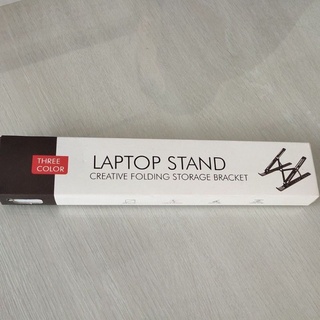 THREE
COLOR
LAPTOP STAND
CREATIVE FOLDING STORAGE BRACKET